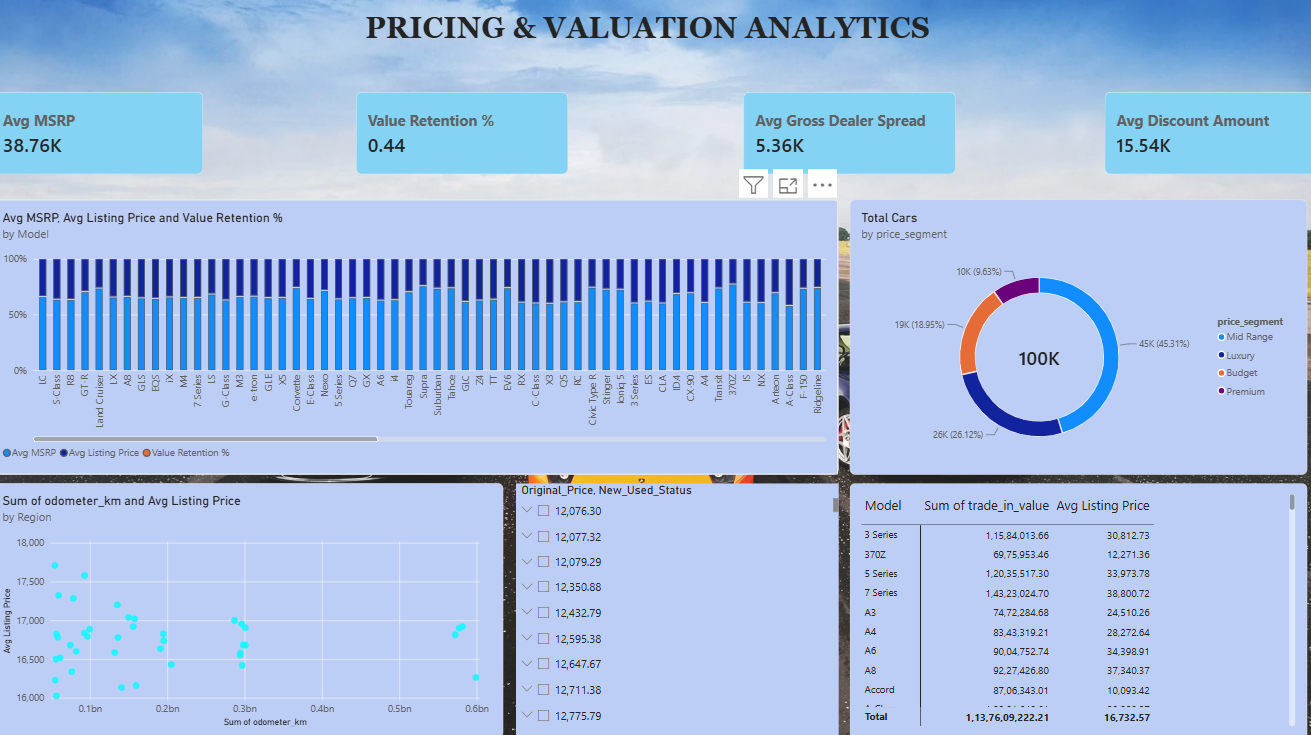 PRICING & VALUATION ANALYTICS
Avg MSRP
38.76K
Value Retention %
0.44
Avg Gross Dealer Spread
5.36K
Avg Discount Amount
15.54K
Avg MSRP, Avg Listing Price and Value Retention %
by Model
100%
50%
0%
LC
S-Class
R8
GT-R
Land Cruiser
LX
A8
GLS
EQS
iX
M4
7 Series
LS
G-Class
M3
e-tron
GLE
X5
Corvette
E-Class
Nexo
5 Series
Q7
GX
A6
i4
Touareg
Supra
Suburban
Tahoe
GLC
Z4
TT
EV6
RX
C-Class
X3
Q5
RC
Civic Type R
Stinger
Ioniq 5
3 Series
ES
CLA
ID.4
CX-90
A4
Transit
370Z
IS
NX
Arteon
A-Class
F-150
Ridgeline
Avg MSRP
Avg Listing Price
Value Retention %
Total Cars
by price_segment
10K (9.63%)
19K (18.95%)
45K (45.31%)
26K (26.12%)
100K
price_segment
Mid Range
Luxury
Budget
Premium
Sum of odometer_km and Avg Listing Price
by Region
Avg Listing Price
18,000
17,500
17,000
16,500
16,000
0.1bn
0.2bn
0.3bn
0.4bn
0.5bn
0.6bn
Sum of odometer_km
Original_Price, New_Used_Status
12,076.30
12,077.32
12,079.29
12,350.88
12,432.79
12,595.38
12,647.67
12,711.38
12,775.79
Model Sum of trade_in_value Avg Listing Price
3 Series 1,15,84,013.66 30,812.73
370Z 69,75,953.46 12,271.36
5 Series 1,20,35,517.30 33,973.78
7 Series 1,43,23,024.70 38,800.72
A3 74,72,284.68 24,510.26
A4 83,43,319.21 28,272.64
A6 90,04,752.74 34,398.91
A8 92,27,426.80 37,340.37
Accord 87,06,343.01 10,093.42
Total 1,13,76,09,222.21 16,732.57